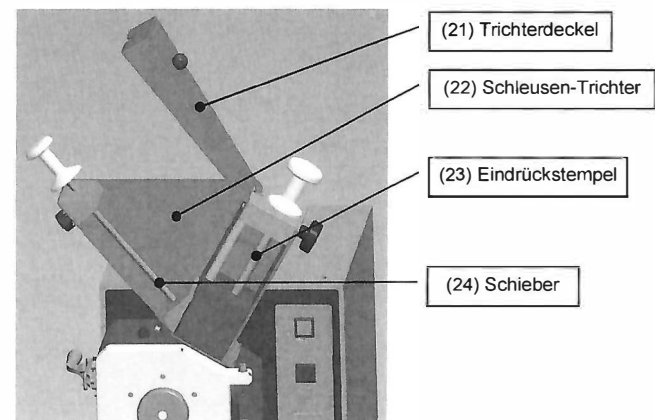 (21) Trichterdeckel
(22) Schleusen-Trichter
(23) Eindrückstempel
(24) Schieber